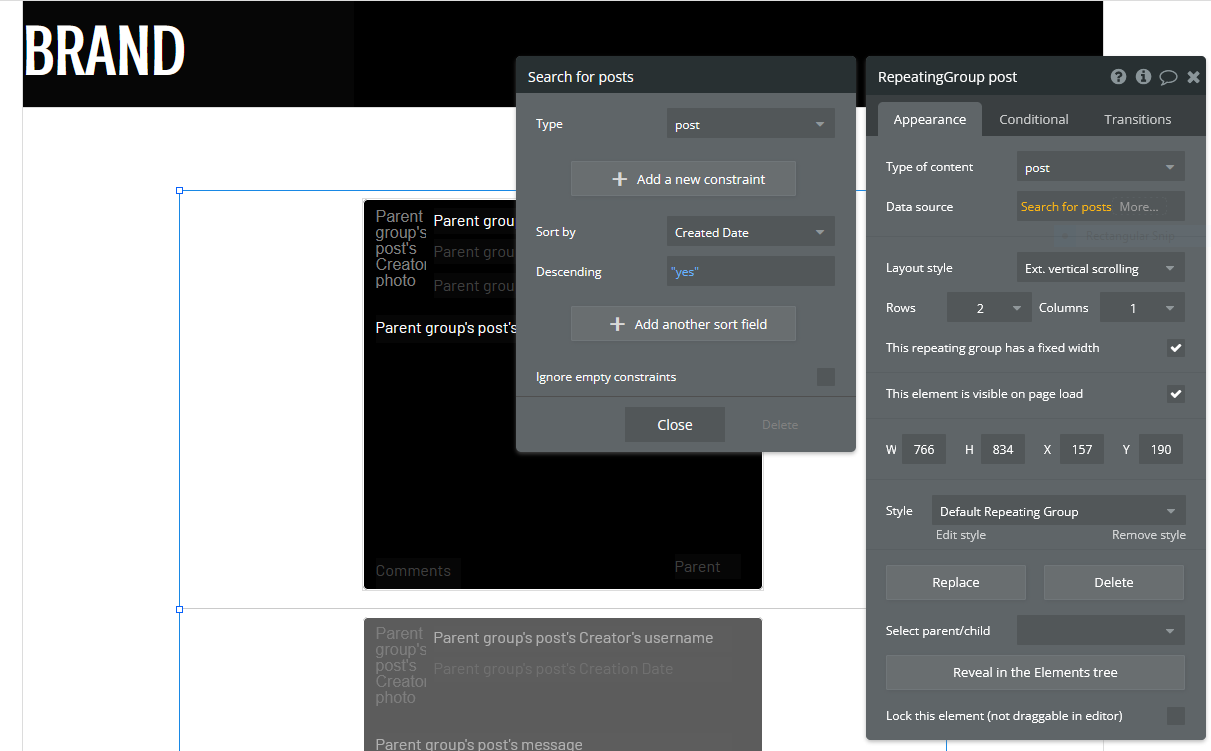 BRAND
Search for posts
Type
post
Add a new constraint
Sort by
Created Date
Descending
"yes"
Add another sort field
Ignore empty constraints
Close
Delete
RepeatingGroup post
Appearance
Conditional
Transitions
Type of content
post
Data source
Search for posts More...
Rectangular Snip
Layout style
Ext. vertical scrolling
Rows
2
Columns
1
This repeating group has a fixed width
This element is visible on page load
W
766
H
834
X
157
Y
190
Style
Default Repeating Group
Edit style
Remove style
Replace
Delete
Select parent/child
Reveal in the Elements tree
Lock this element (not draggable in editor)
Parent
group's
post's
Creator
photo
Parent grou
Parent grou
Parent grou
Parent group's post's
Comments
Parent
Parent
group's
post's
Creator
photo
Parent group's post's Creator's username
Parent group's post's Creation Date
Parent group's post's message